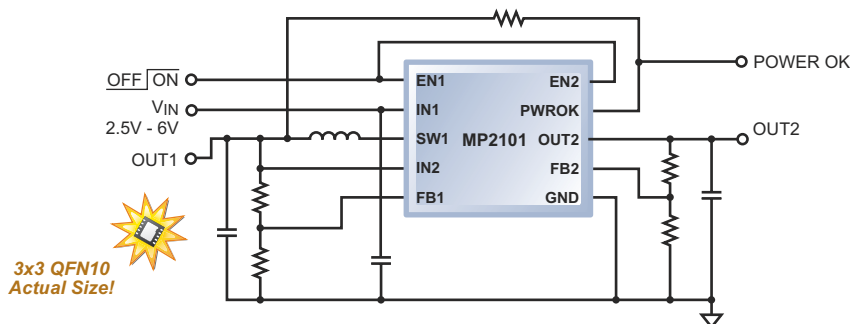 OFF ON
VIN
2.5V - 6V
OUT1
EN1
IN1
SW1
IN2
FB1
MP2101
EN2
PWROK
OUT2
FB2
GND
POWER OK
OUT2
3x3 QFN10
Actual Size!